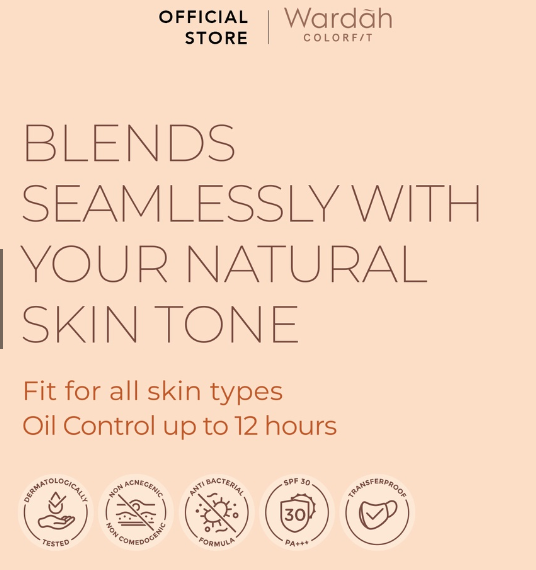 OFFICIAL
STORE
Wardah
COLORFIT
BLENDS
SEAMLESSLY WITH
YOUR NATURAL
SKIN TONE
Fit for all skin types
Oil Control up to 12 hours
DERMATOLOGICALLY
TESTED
NON ACNEGENIC
NON COMEDOGENIC
ANTI BACTERIAL
FORMULA
SPF 30
30
PA+++
TRANSFERPROOF